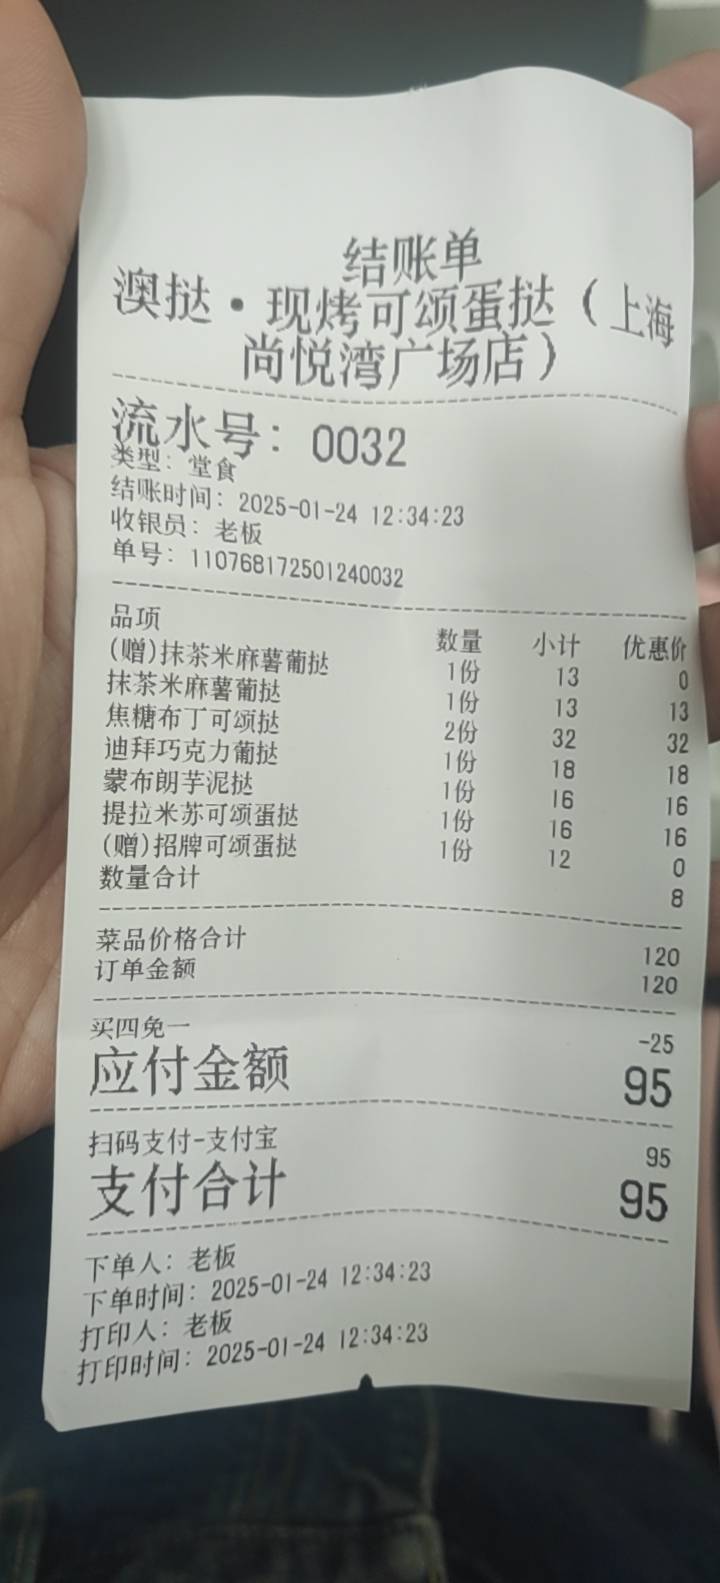 结账单
澳挞·现烤可颂蛋挞（上海
尚悦湾广场店）
流水号：0032
类型：堂食
结账时间：2025-01-24 12:34:23
收银员：老板
单号：110768172501240032
品项 数量 小计 优惠价
(赠)抹茶米麻薯葡挞 1份 13 0
抹茶米麻薯葡挞 1份 13 13
焦糖布丁可颂挞 2份 32 32
迪拜巧克力葡挞 1份 18 18
蒙布朗芋泥挞 1份 16 16
提拉米苏可颂蛋挞 1份 16 16
(赠)招牌可颂蛋挞 1份 12 0
数量合计 8
菜品价格合计 120
订单金额 120
买四免一 -25
应付金额 95
扫码支付-支付宝 95
支付合计 95
下单人：老板
下单时间：2025-01-24 12:34:23
打印人：老板
打印时间：2025-01-24 12:34:23